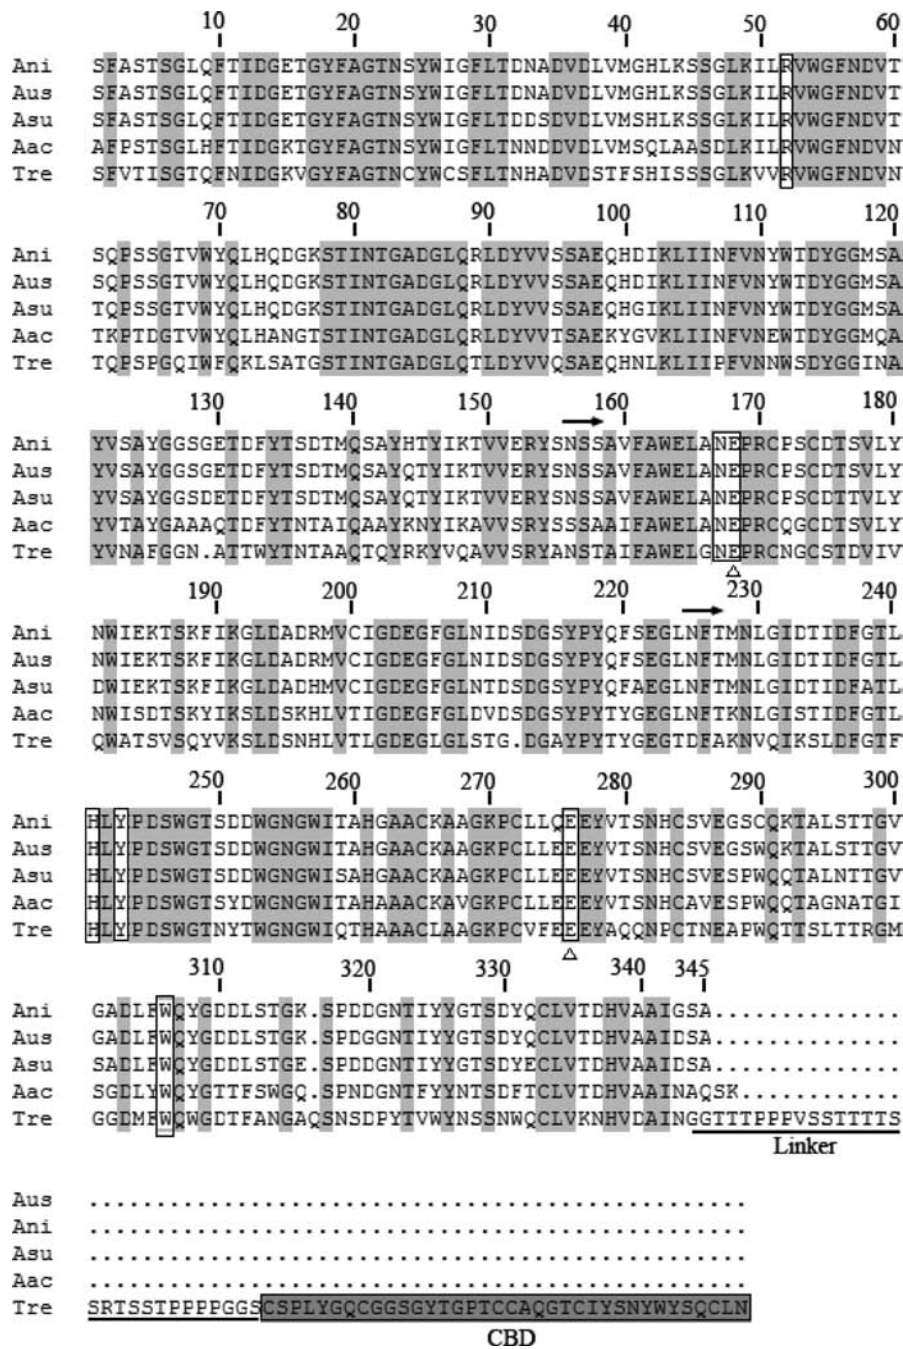 10 20 30 40 50 60
Ani SFASTSGLQFTIDGETGYFAGTNSYWIGFLTDNADVDLVMGHLKSSGLKILRVWGFNDVT
Aus SFASTSGLQFTIDGETGYFAGTNSYWIGFLTDNADVDLVMGHLKSSGLKILRVWGFNDVT
Asu SFASTSGLQFTIDGETGYFAGTNSYWIGFLTDDSDVDLVMSHLKSSGLKILRVWGFNDVT
Aac AFPSTSGLHFTIDGKTGYFAGTNSYWIGFLTNNDDVDLVMSQLAASDLKILRVWGFNDVN
Tre SFVTISGTQFNIDGKVGYFAGTNCYWCSFLTNHADVDSTFSHISSSGLKVVRVWGFNDVN
70 80 90 100 110 120
Ani SQPSSGTVWYQLHQDGKSTINTGADGLQRLDYVVSSAEQHDIKLIINFVNYWTDYGGMSA
Aus SQPSSGTVWYQLHQDGKSTINTGADGLQRLDYVVSSAEQHDIKLIINFVNYWTDYGGMSA
Asu TQPSSGTVWYQLHQDGKSTINTGADGLQRLDYVVSSAEQHDIKLIINFVNYWTDYGGMSA
Aac TKPTDGTVWYQLHANGTSTINTGADGLQRLDYVVTSAEKYGVKLIINFVNEWTDYGGMQA
Tre TQPSPGQIWFQKLSATGSTINTGADGLQTLDYVVQSAEQHNLKLIIPFVNNWSDYGGINA
130 140 150 160 170 180
Ani YVSAYGGSGETDFYTSDTMQSAYHTYIKTVVERYSNSSAVFAWELANEPRCPSCDTSVLY
Aus YVSAYGGSGETDFYTSDTMQSAYQTYIKTVVERYSNSSAVFAWELANEPRCPSCDTSVLY
Asu YVSAYGGSDETDFYTSDTMQSAYQTYIKTVVERYSNSSAVFAWELANEPRCPSCDTTVLY
Aac YVTAYGAAAQTDFYTNTAIQAAYKNYIKAVVSRYSSSAAIFAWELANEPRCQGCDTSVLY
Tre YVNAFGGN.ATTWYTNTAAQTQYRKYVQAVVSRYANSTAIFAWELGNEPRCNGCSTDVIV
190 200 210 220 230 240
Ani NWIEKTSKFIKGLDADRMVCIGDEGFGLNIDSDGSYPYQFSEGLNFTMNLGIDTIDFGTL
Aus NWIEKTSKFIKGLDADRMVCIGDEGFGLNIDSDGSYPYQFSEGLNFTMNLGIDTIDFGTL
Asu DWIEKTSKFIKGLDADHMVCIGDEGFGLNTDSDGSYPYQFAEGLNFTMNLGIDTIDFATL
Aac NWISDTSKYIKSLDSKHLVTIGDEGFGLDVDSDGSYPYTYGEGLNFTKNLGISTIDFGTL
Tre QWATSVSQYVKSLDSNHLVTLGDEGLGLSTG.DGAYPYTYGEGTDFAKNVQIKSLDFGTF
250 260 270 280 290 300
Ani HLYPDSWGTSDDWGNGWITAHGAACKAAGKPCLLQEEYVTSNHCSVEGSCQKTALSTTGV
Aus HLYPDSWGTSDDWGNGWITAHGAACKAAGKPCLLEEEYVTSNHCSVEGSWQKTALSTTGV
Asu HLYPDSWGTSDDWGNGWISAHGAACKAAGKPCLLEEEYVTSNHCSVESPWQQTALNTTGV
Aac HLYPDSWGTSYDWGNGWITAHAAACKAVGKPCLLEEEYVTSNHCAVESPWQQTAGNATGI
Tre HLYPDSWGTNYTWGNGWIQTHAAACKAAGKPCVFEEEYAQQNPCTNEAPWQTTSLTTRGM
310 320 330 340 345
Ani GADLFWQYGDDLSTGK.SPDDGNTIYYGTSDYQCLVTDHVAAIGSA..............
Aus GADLFWQYGDDLSTGK.SPDGGNTIYYGTSDYQCLVTDHVAAIDSA..............
Asu SADLFWQYGDDLSTGE.SPDDGNTIYYGTSDYECLVTDHVAAIDSA..............
Aac SGDLYWQYGTTFSWGQ.SPNDGNTFYYNTSDFTCLVTDHVAAINAQSK............
Tre GGDMFWQWGDTFANGAQSNSDPYTVWYNSSNWQCLVKNHVDAINGGTTTPPPVSSTTTTS
Linker
Aus .................................................
Ani .................................................
Asu .................................................
Aac .................................................
Tre SRTSSTPPPPGGSCSPLYGQCGGSGYTGPTCCAQGTCIYSNYWYSQCLN
CBD